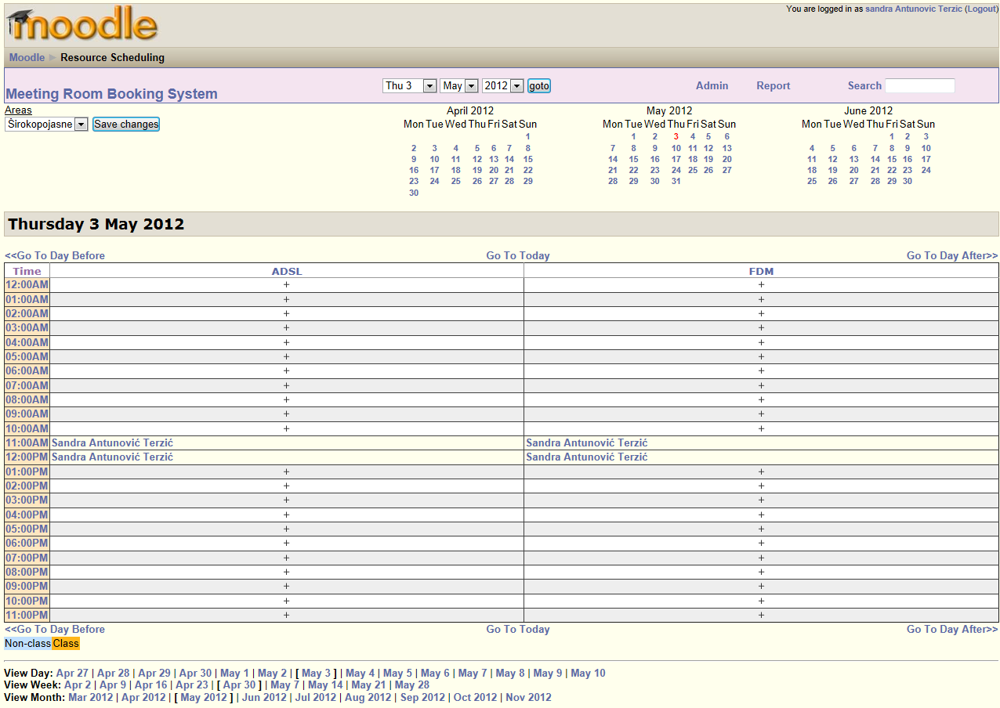 moodle
You are logged in as sandra Antunovic Terzic (Logout)
Moodle ► Resource Scheduling
Meeting Room Booking System
Thu 3 May 2012 goto
Admin Report Search
Areas
Širokopojasne Save changes
April 2012
Mon Tue Wed Thu Fri Sat Sun
1
2 3 4 5 6 7 8
9 10 11 12 13 14 15
16 17 18 19 20 21 22
23 24 25 26 27 28 29
30
May 2012
Mon Tue Wed Thu Fri Sat Sun
1 2 3 4 5 6
7 8 9 10 11 12 13
14 15 16 17 18 19 20
21 22 23 24 25 26 27
28 29 30 31
June 2012
Mon Tue Wed Thu Fri Sat Sun
1 2 3
4 5 6 7 8 9 10
11 12 13 14 15 16 17
18 19 20 21 22 23 24
25 26 27 28 29 30
Thursday 3 May 2012
<<Go To Day Before Go To Today Go To Day After>>
Time ADSL FDM
12:00AM + +
01:00AM + +
02:00AM + +
03:00AM + +
04:00AM + +
05:00AM + +
06:00AM + +
07:00AM + +
08:00AM + +
09:00AM + +
10:00AM + +
11:00AM Sandra Antunović Terzić Sandra Antunović Terzić
12:00PM Sandra Antunović Terzić Sandra Antunović Terzić
01:00PM + +
02:00PM + +
03:00PM + +
04:00PM + +
05:00PM + +
06:00PM + +
07:00PM + +
08:00PM + +
09:00PM + +
10:00PM + +
11:00PM + +
<<Go To Day Before Go To Today Go To Day After>>
Non-class Class
View Day: Apr 27 | Apr 28 | Apr 29 | Apr 30 | May 1 | May 2 | [ May 3 ] | May 4 | May 5 | May 6 | May 7 | May 8 | May 9 | May 10
View Week: Apr 2 | Apr 9 | Apr 16 | Apr 23 | [ Apr 30 ] | May 7 | May 14 | May 21 | May 28
View Month: Mar 2012 | Apr 2012 | [ May 2012 ] | Jun 2012 | Jul 2012 | Aug 2012 | Sep 2012 | Oct 2012 | Nov 2012